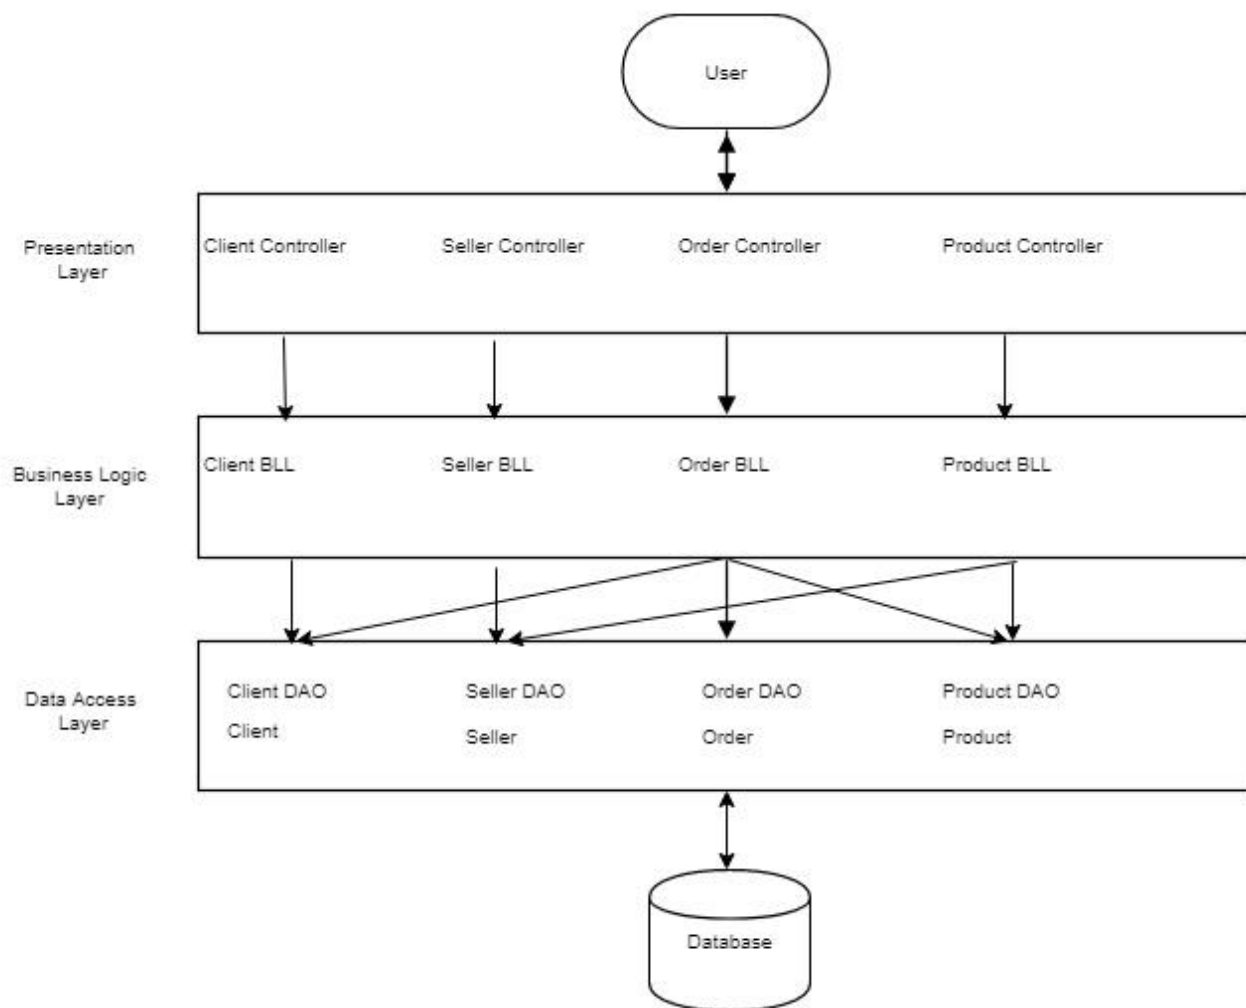 User
Presentation
Layer
Client Controller
Seller Controller
Order Controller
Product Controller
Business Logic
Layer
Client BLL
Seller BLL
Order BLL
Product BLL
Data Access
Layer
Client DAO
Seller DAO
Order DAO
Product DAO
Client
Seller
Order
Product
Database